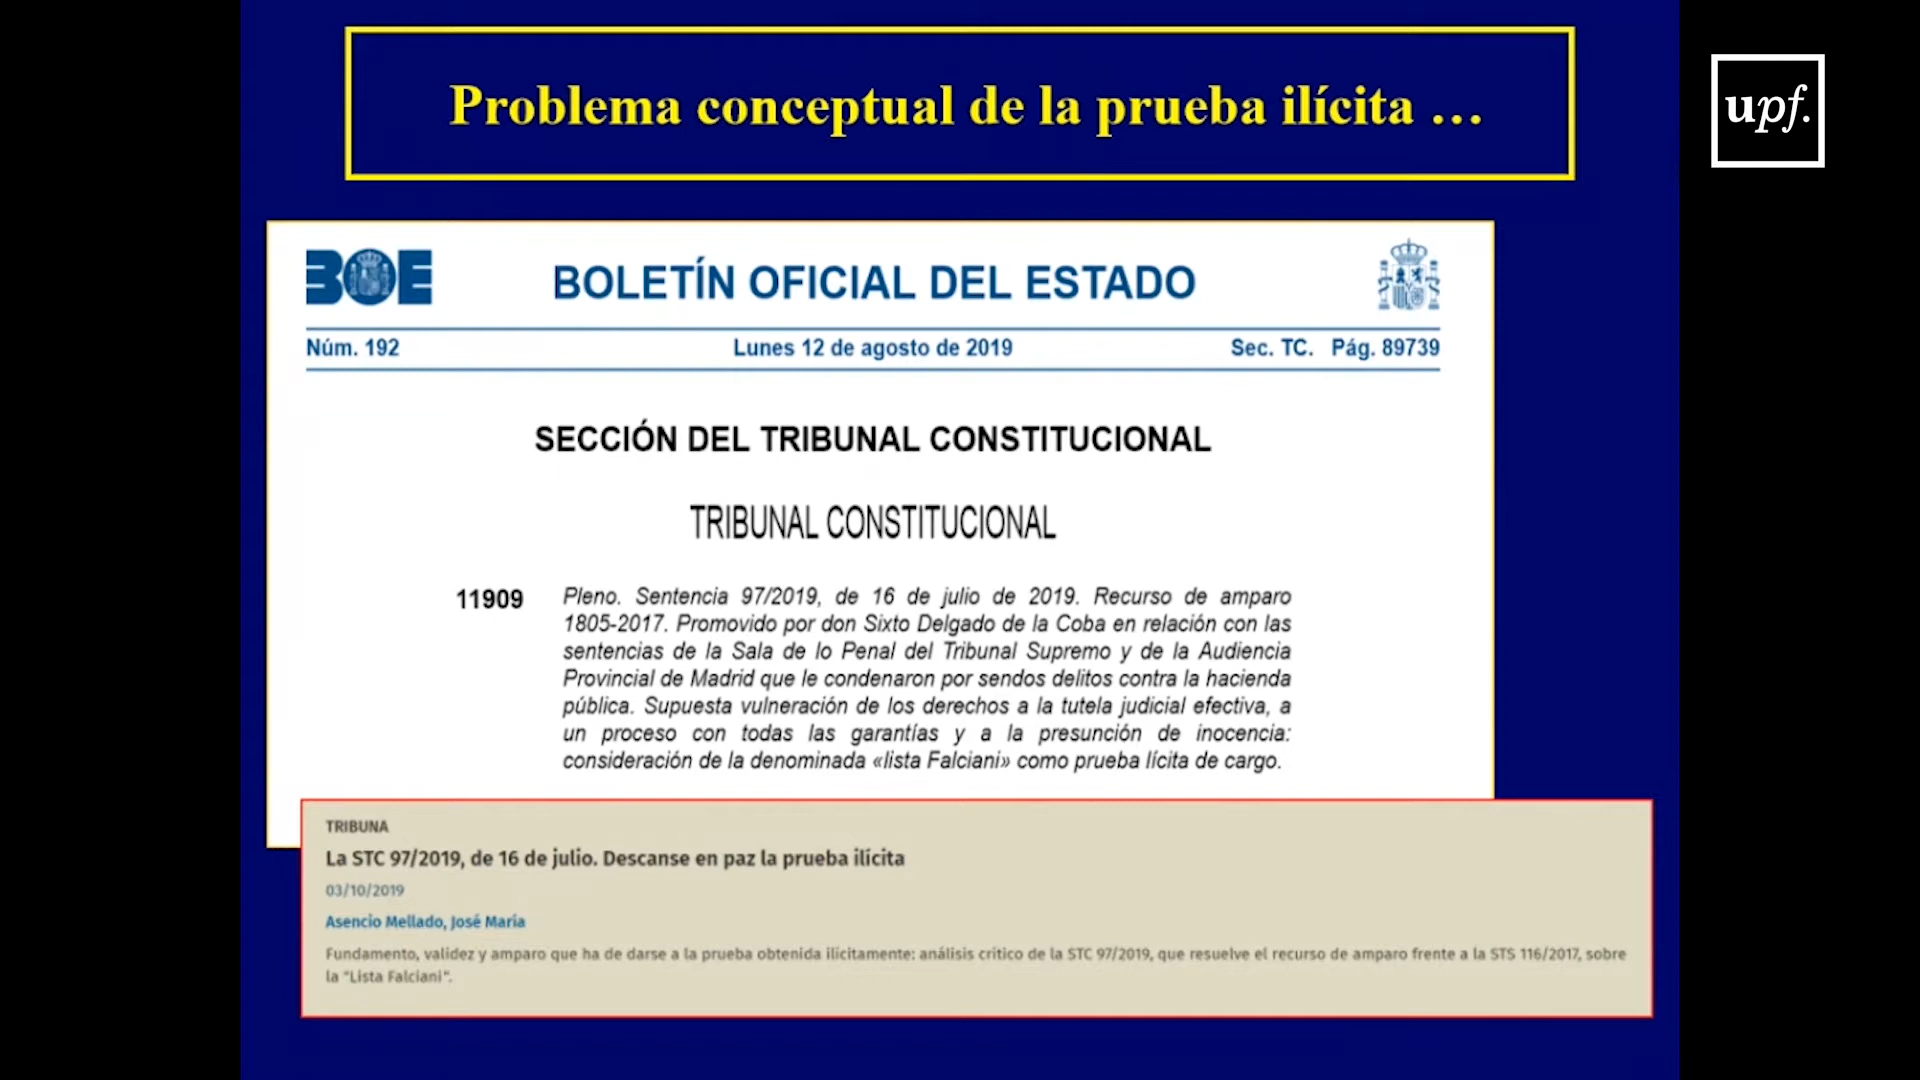 Problema conceptual de la prueba ilícita …
upf.
BOE
BOLETÍN OFICIAL DEL ESTADO
Núm. 192
Lunes 12 de agosto de 2019
Sec. TC. Pág. 89739
SECCIÓN DEL TRIBUNAL CONSTITUCIONAL
TRIBUNAL CONSTITUCIONAL
11909
Pleno. Sentencia 97/2019, de 16 de julio de 2019. Recurso de amparo
1805-2017. Promovido por don Sixto Delgado de la Coba en relación con las
sentencias de la Sala de lo Penal del Tribunal Supremo y de la Audiencia
Provincial de Madrid que le condenaron por sendos delitos contra la hacienda
pública. Supuesta vulneración de los derechos a la tutela judicial efectiva, a
un proceso con todas las garantías y a la presunción de inocencia:
consideración de la denominada «lista Falciani» como prueba lícita de cargo.
TRIBUNA
La STC 97/2019, de 16 de julio. Descanse en paz la prueba ilícita
03/10/2019
Asencio Mellado, José María
Fundamento, validez y amparo que ha de darse a la prueba obtenida ilícitamente: análisis crítico de la STC 97/2019, que resuelve el recurso de amparo frente a la STS 116/2017, sobre
la "Lista Falciani".